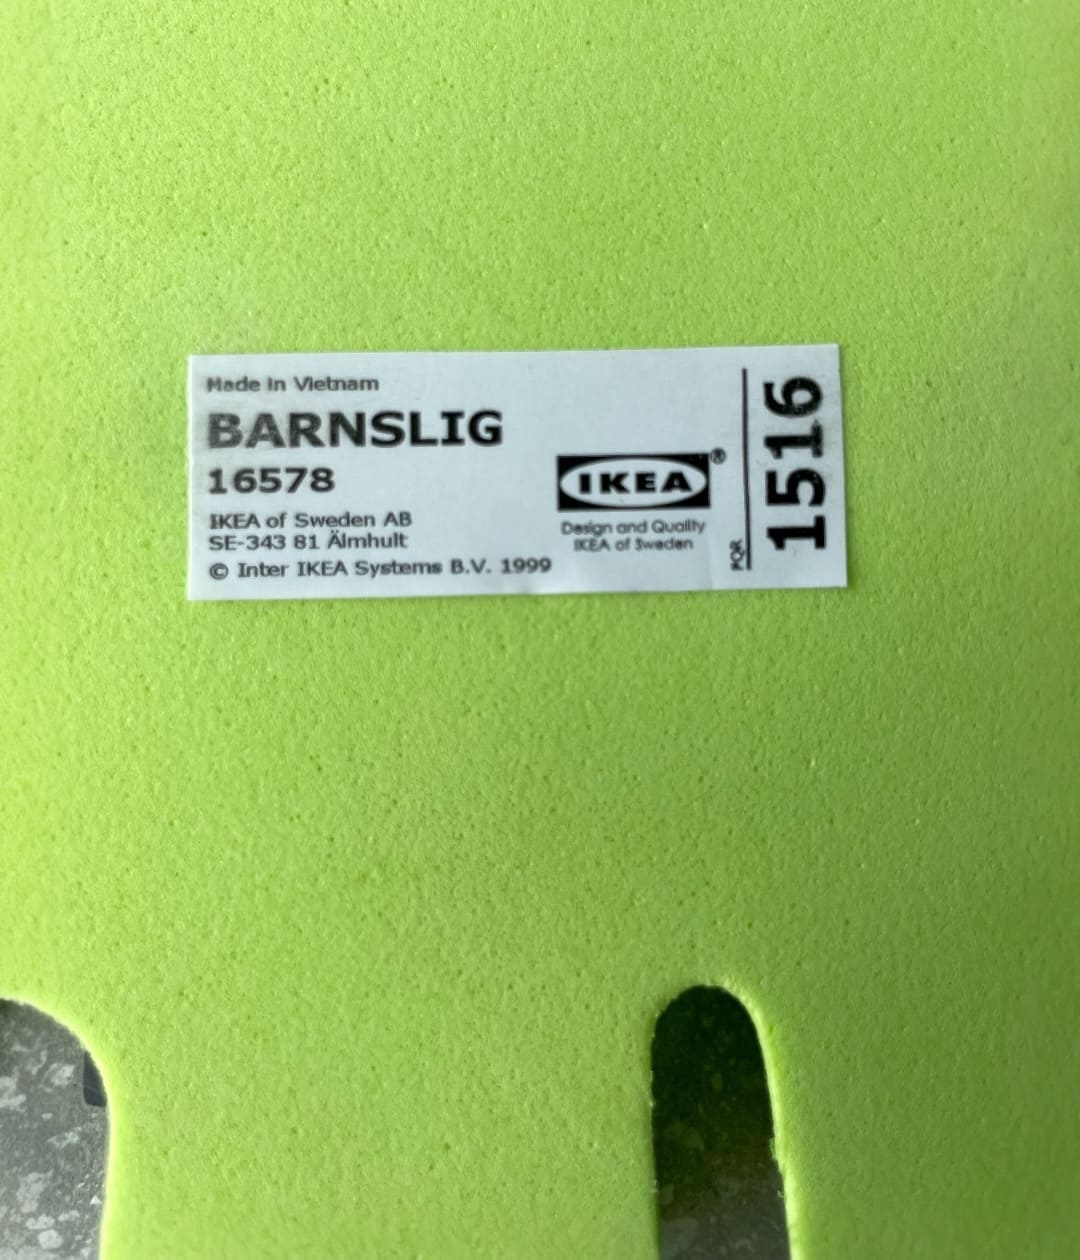 Made in Vietnam
BARNSLIG
16578
IKEA of Sweden AB
SE-343 81 Älmhult
© Inter IKEA Systems B.V. 1999
IKEA®
Design and Quality
IKEA of Sweden
PQR
1516